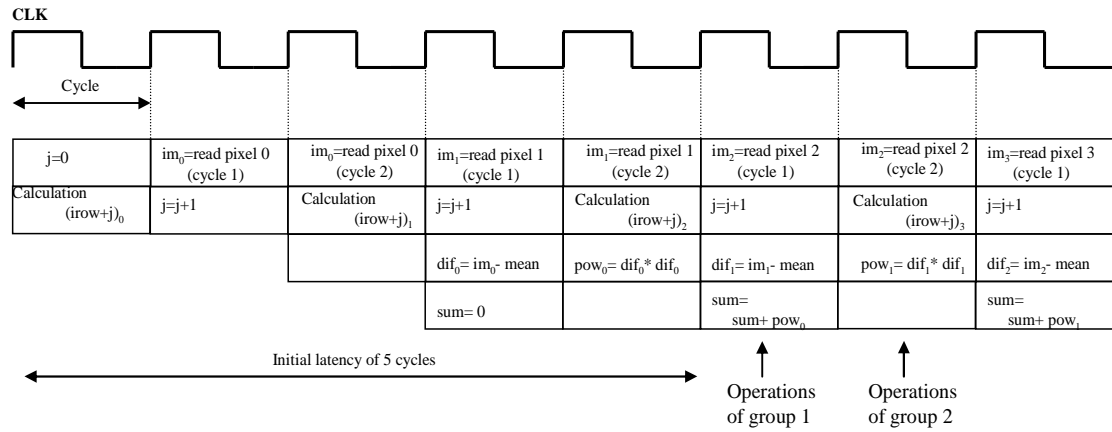 CLK
Cycle
j=0
im₀=read pixel 0
(cycle 1)
im₀=read pixel 0
(cycle 2)
im₁=read pixel 1
(cycle 1)
im₁=read pixel 1
(cycle 2)
im₂=read pixel 2
(cycle 1)
im₂=read pixel 2
(cycle 2)
im₃=read pixel 3
(cycle 1)
Calculation
(irow+j)₀
j=j+1
Calculation
(irow+j)₁
j=j+1
Calculation
(irow+j)₂
j=j+1
Calculation
(irow+j)₃
j=j+1
dif₀= im₀- mean
pow₀= dif₀* dif₀
dif₁= im₁- mean
pow₁= dif₁* dif₁
dif₂= im₂- mean
sum= 0
sum=
sum+ pow₀
sum=
sum+ pow₁
Initial latency of 5 cycles
Operations
of group 1
Operations
of group 2